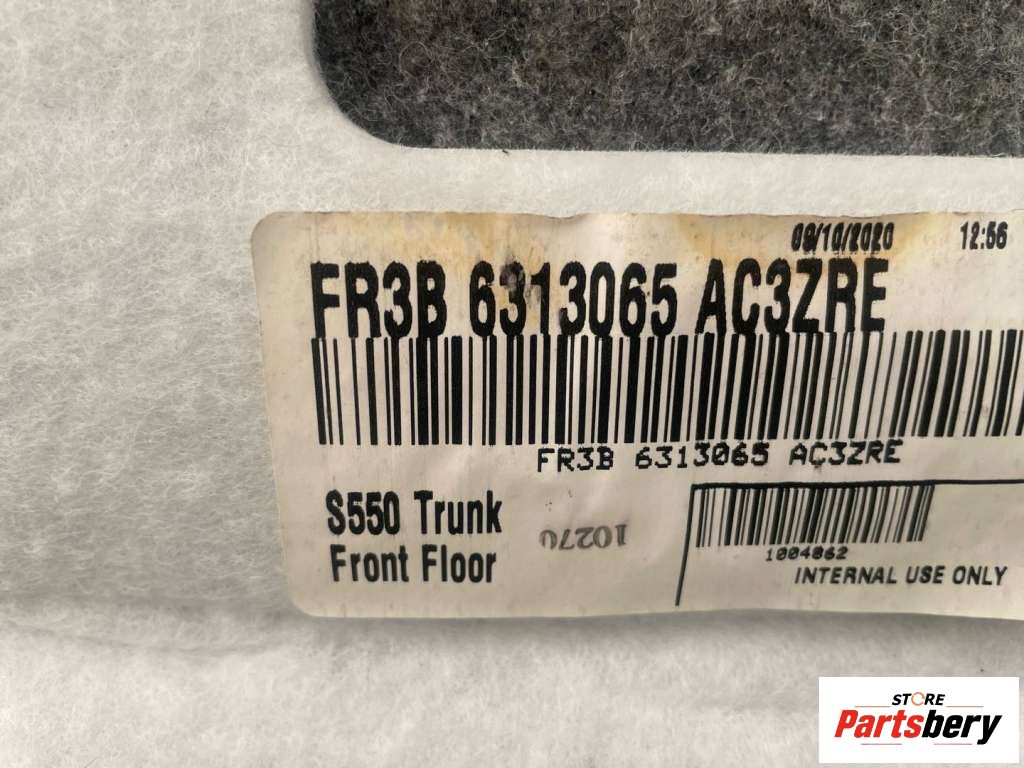 09/10/2020 12:56
FR3B 6313065 AC3ZRE
FR3B 6313065 AC3ZRE
S550 Trunk
Front Floor
10270
1004862
INTERNAL USE ONLY
STORE
Partsbery